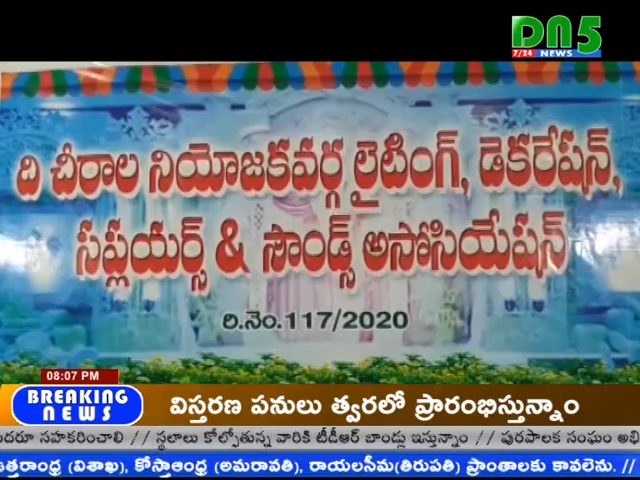 DN5
7/24 NEWS
ది చీరాల నియోజకవర్గ లైటింగ్, డెకరేషన్,
సప్లయర్స్ & సౌండ్స్ అసోసియేషన్
రి.నెం.117/2020
08:07 PM
BREAKING NEWS
విస్తరణ పనులు త్వరలో ప్రారంభిస్తున్నాం
సహకరించాలి // స్థలాలు కోల్పోతున్న వారికి టీడీఆర్ బాండ్లు ఇస్తున్నాం // పురపాలక సంఘం
(విశాఖ), కోస్తాఆంధ్ర (అమరావతి), రాయలసీమ(తిరుపతి) ప్రాంతాలకు కావలెను. //